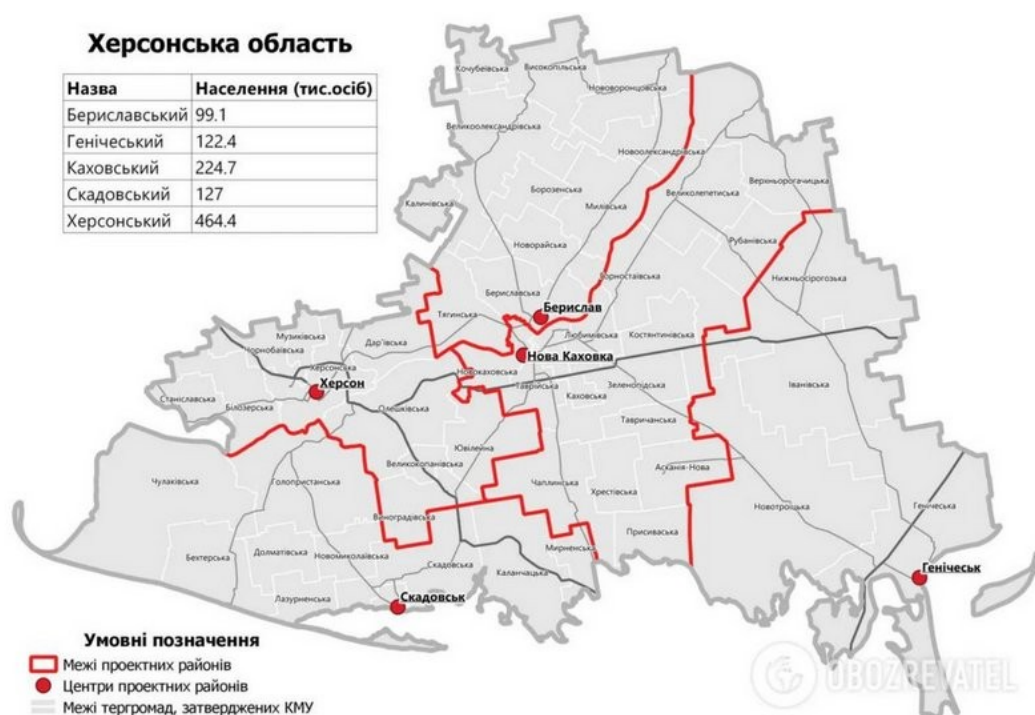 Херсонська область
Назва Населення (тис.осіб)
Бериславський 99.1
Генічеський 122.4
Каховський 224.7
Скадовський 127
Херсонський 464.4
Кочубеївська
Високопільська
Нововоронцовська
Великоолександрівська
Новоолександрівська
Верхньорогачицька
Великолепетиська
Борозенська
Милівська
Калинівська
Рубанівська
Новорайська
Горностаївська
Нижньосірогозька
Бериславська
Берислав
Тягинська
Музиківська
Чорнобаївська
Дар'ївська
Любимівська
Костянтинівська
Нова Каховка
Херсонська
Новокаховська
Херсон
Таврійська
Каховська
Зеленопідська
Іванівська
Станіславська
Білозерська
Олешківська
Тавричанська
Ювілейна
Великокопанівська
Асканія-Нова
Чулаківська
Голопристанська
Чаплинська
Хрестівська
Новотроїцька
Генічеська
Виноградівська
Присиваська
Бехтерська
Долматівська
Новомиколаївська
Скадовська
Мирненська
Каланчацька
Генічеськ
Лазурненська
Скадовськ
Умовні позначення
Межі проектних районів
Центри проектних районів
Межі тергромад, затверджених КМУ
OBOZREVATEL